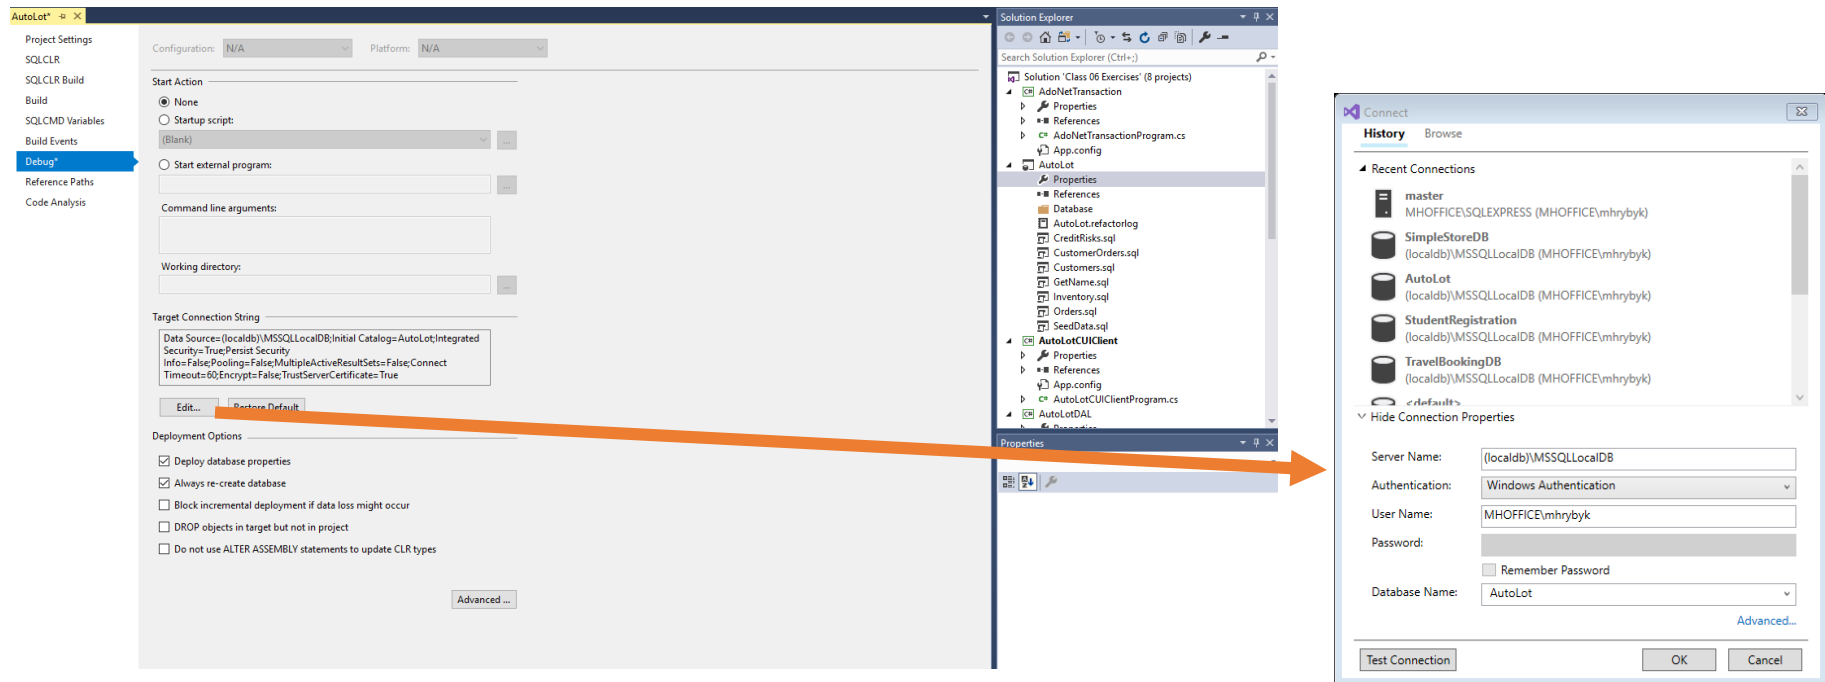 AutoLot*
Project Settings
SQLCLR
SQLCLR Build
Build
SQLCMD Variables
Build Events
Debug*
Reference Paths
Code Analysis
Configuration: N/A Platform: N/A
Start Action
None
Startup script:
(Blank)
...
Start external program:
...
Command line arguments:
Working directory:
...
Target Connection String
Data Source=(localdb)\MSSQLLocalDB;Initial Catalog=AutoLot;Integrated
Security=True;Persist Security
Info=False;Pooling=False;MultipleActiveResultSets=False;Connect
Timeout=60;Encrypt=False;TrustServerCertificate=True
Edit... Restore Default
Deployment Options
Deploy database properties
Always re-create database
Block incremental deployment if data loss might occur
DROP objects in target but not in project
Do not use ALTER ASSEMBLY statements to update CLR types
Advanced ...
Solution Explorer
Search Solution Explorer (Ctrl+;)
Solution 'Class 06 Exercises' (8 projects)
AdoNetTransaction
Properties
References
AdoNetTransactionProgram.cs
App.config
AutoLot
Properties
References
Database
AutoLot.refactorlog
CreditRisks.sql
CustomerOrders.sql
Customers.sql
GetName.sql
Inventory.sql
Orders.sql
SeedData.sql
AutoLotCUIClient
Properties
References
App.config
AutoLotCUIClientProgram.cs
AutoLotDAL
Properties
Properties
Connect
History Browse
Recent Connections
master
MHOFFICE\SQLEXPRESS (MHOFFICE\mhrybyk)
SimpleStoreDB
(localdb)\MSSQLLocalDB (MHOFFICE\mhrybyk)
AutoLot
(localdb)\MSSQLLocalDB (MHOFFICE\mhrybyk)
StudentRegistration
(localdb)\MSSQLLocalDB (MHOFFICE\mhrybyk)
TravelBookingDB
(localdb)\MSSQLLocalDB (MHOFFICE\mhrybyk)
<default>
Hide Connection Properties
Server Name: (localdb)\MSSQLLocalDB
Authentication: Windows Authentication
User Name: MHOFFICE\mhrybyk
Password:
Remember Password
Database Name: AutoLot
Advanced...
Test Connection OK Cancel